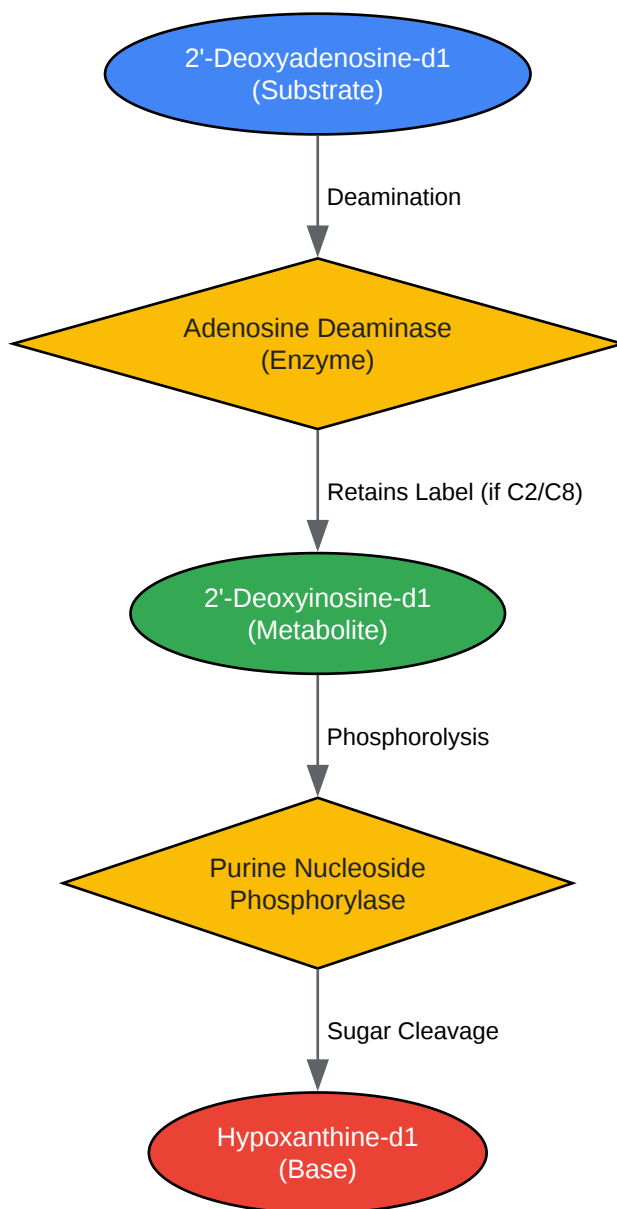 2'-Deoxyadenosine-d1
(Substrate)
Deamination
Adenosine Deaminase
(Enzyme)
Retains Label (if C2/C8)
2'-Deoxyinosine-d1
(Metabolite)
Phosphorolysis
Purine Nucleoside
Phosphorylase
Sugar Cleavage
Hypoxanthine-d1
(Base)